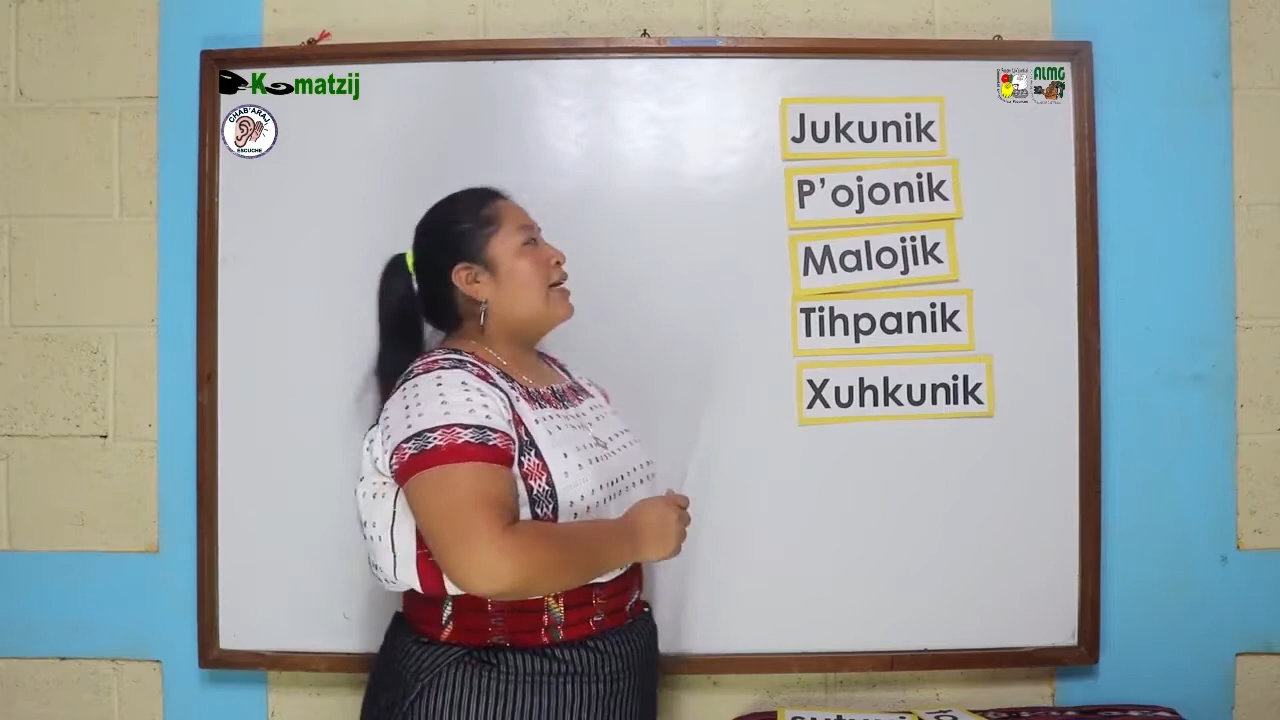 Komatzij
CHAB'ARAJ
ESCUCHE
ALMG
Jukunik
P'ojonik
Malojik
Tihpanik
Xuhkunik